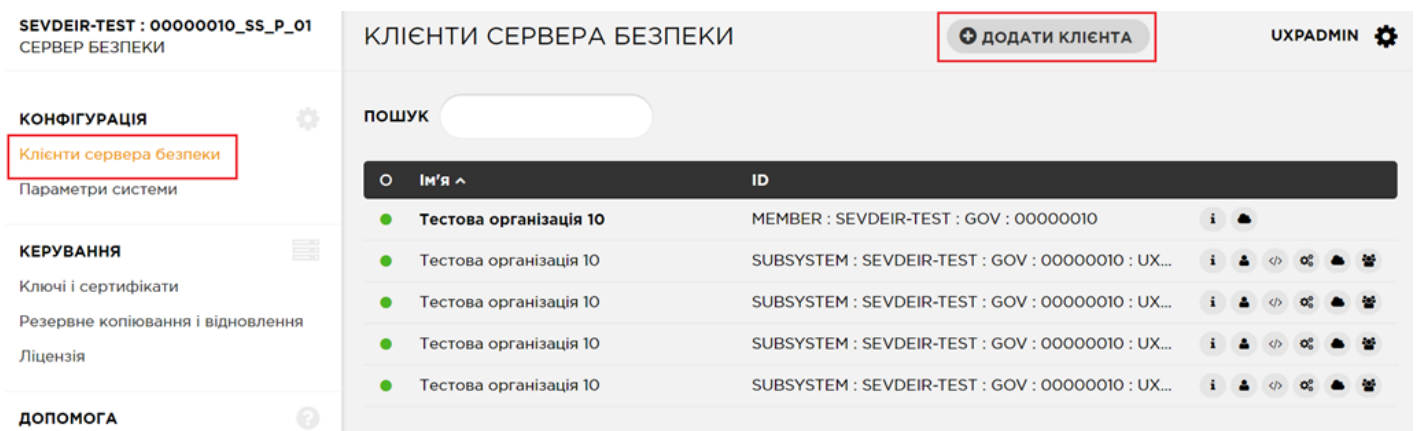 SEVDEIR-TEST : 00000010_SS_P_01
СЕРВЕР БЕЗПЕКИ
КЛІЄНТИ СЕРВЕРА БЕЗПЕКИ
ДОДАТИ КЛІЄНТА
UXPADMIN
КОНФІГУРАЦІЯ
Клієнти сервера безпеки
Параметри системи
КЕРУВАННЯ
Ключі і сертифікати
Резервне копіювання і відновлення
Ліцензія
ДОПОМОГА
ПОШУК
Ім'я ID
Тестова організація 10 MEMBER : SEVDEIR-TEST : GOV : 00000010
Тестова організація 10 SUBSYSTEM : SEVDEIR-TEST : GOV : 00000010 : UX...
Тестова організація 10 SUBSYSTEM : SEVDEIR-TEST : GOV : 00000010 : UX...
Тестова організація 10 SUBSYSTEM : SEVDEIR-TEST : GOV : 00000010 : UX...
Тестова організація 10 SUBSYSTEM : SEVDEIR-TEST : GOV : 00000010 : UX...